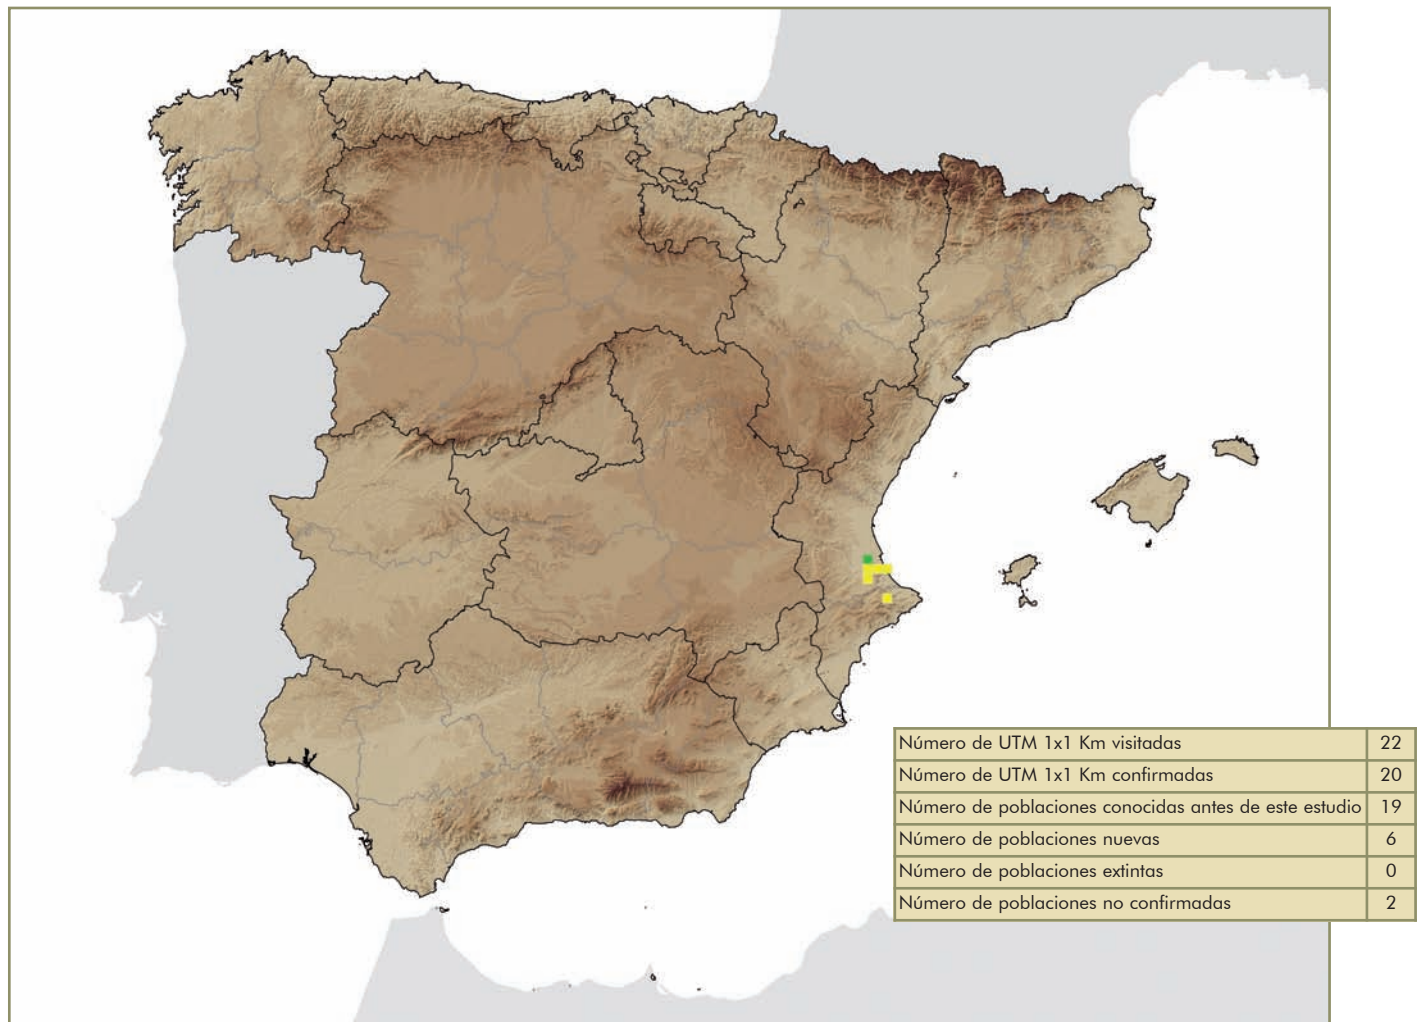 Número de UTM 1x1 Km visitadas 22
Número de UTM 1x1 Km confirmadas 20
Número de poblaciones conocidas antes de este estudio 19
Número de poblaciones nuevas 6
Número de poblaciones extintas 0
Número de poblaciones no confirmadas 2